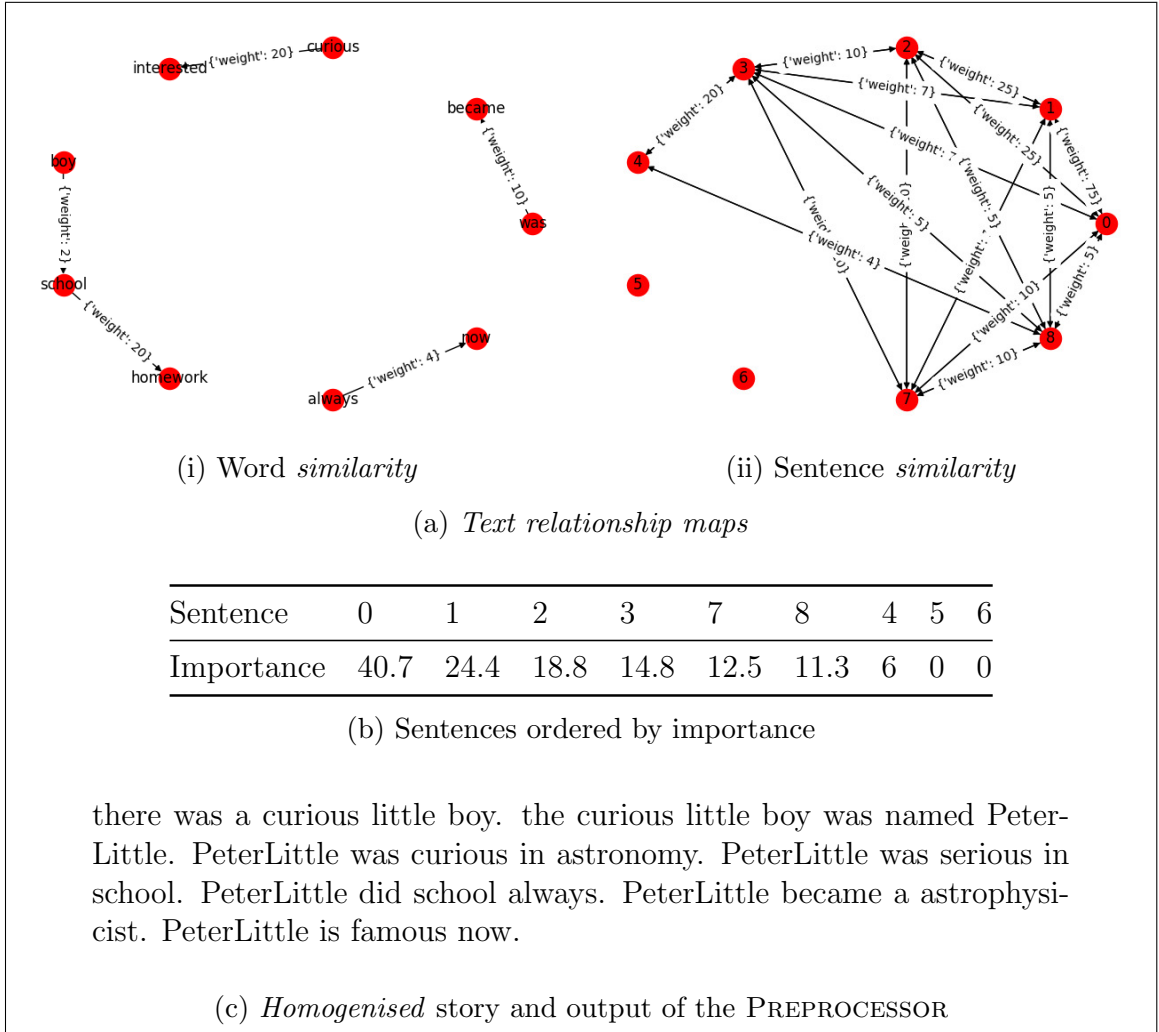 curious
{'weight': 20}
interested
became
{'weight': 10}
boy
{'weight': 2}
was
school
{'weight': 20}
now
homework
{'weight': 4}
always
2
{'weight': 10}
3
{'weight': 25}
{'weight': 7}
1
{'weight': 20}
{'weight': 25}
4
{'weight': 75}
{'weight': 5}
{'weight': 5}
{'weight': 5}
0
{'weight': 4}
5
{'weight': 10}
{'weight': 5}
8
{'weight': 10}
6
7
(i) Word similarity
(ii) Sentence similarity
(a) Text relationship maps
Sentence 0 1 2 3 7 8 4 5 6
Importance 40.7 24.4 18.8 14.8 12.5 11.3 6 0 0
(b) Sentences ordered by importance
there was a curious little boy. the curious little boy was named Peter-
Little. PeterLittle was curious in astronomy. PeterLittle was serious in
school. PeterLittle did school always. PeterLittle became a astrophysi-
cist. PeterLittle is famous now.
(c) Homogenised story and output of the PREPROCESSOR